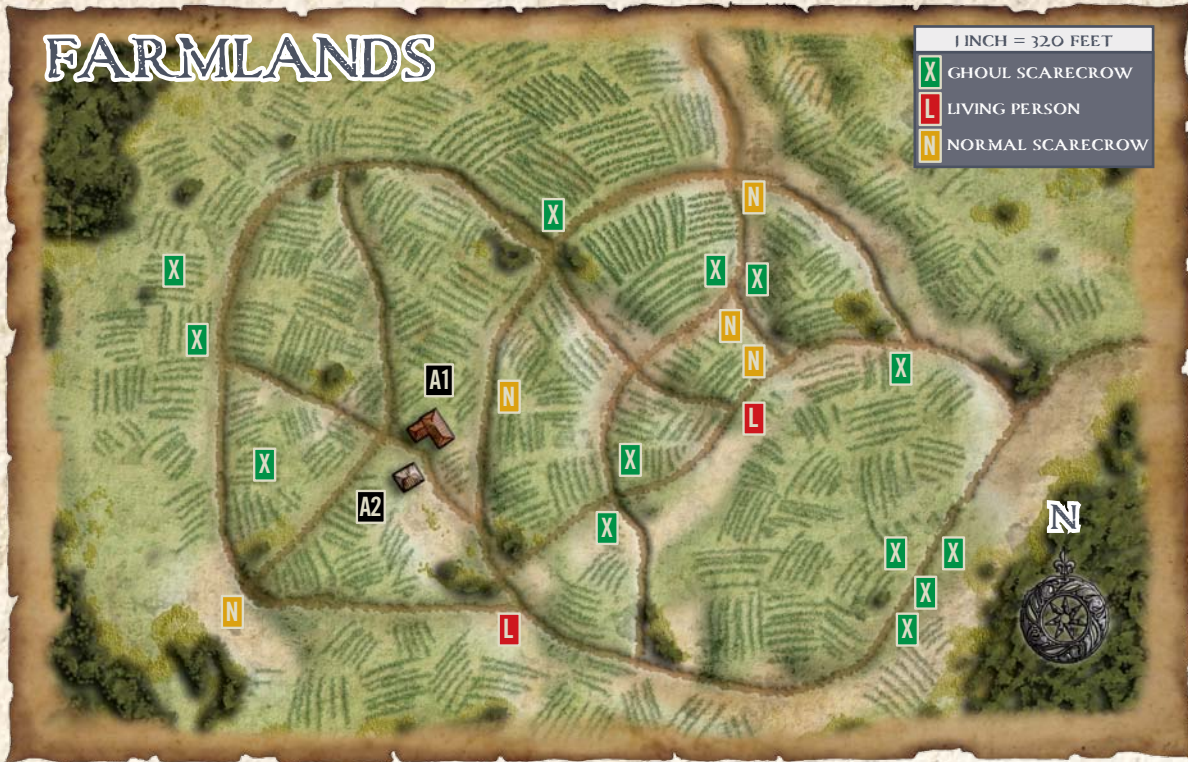 FARMLANDS
1 INCH = 320 FEET
X GHOUL SCARECROW
L LIVING PERSON
N NORMAL SCARECROW
N
X
X
X
X
N
X
N
X
A1
N
L
X
X
A2
N
X
X
X
X
N
L
X